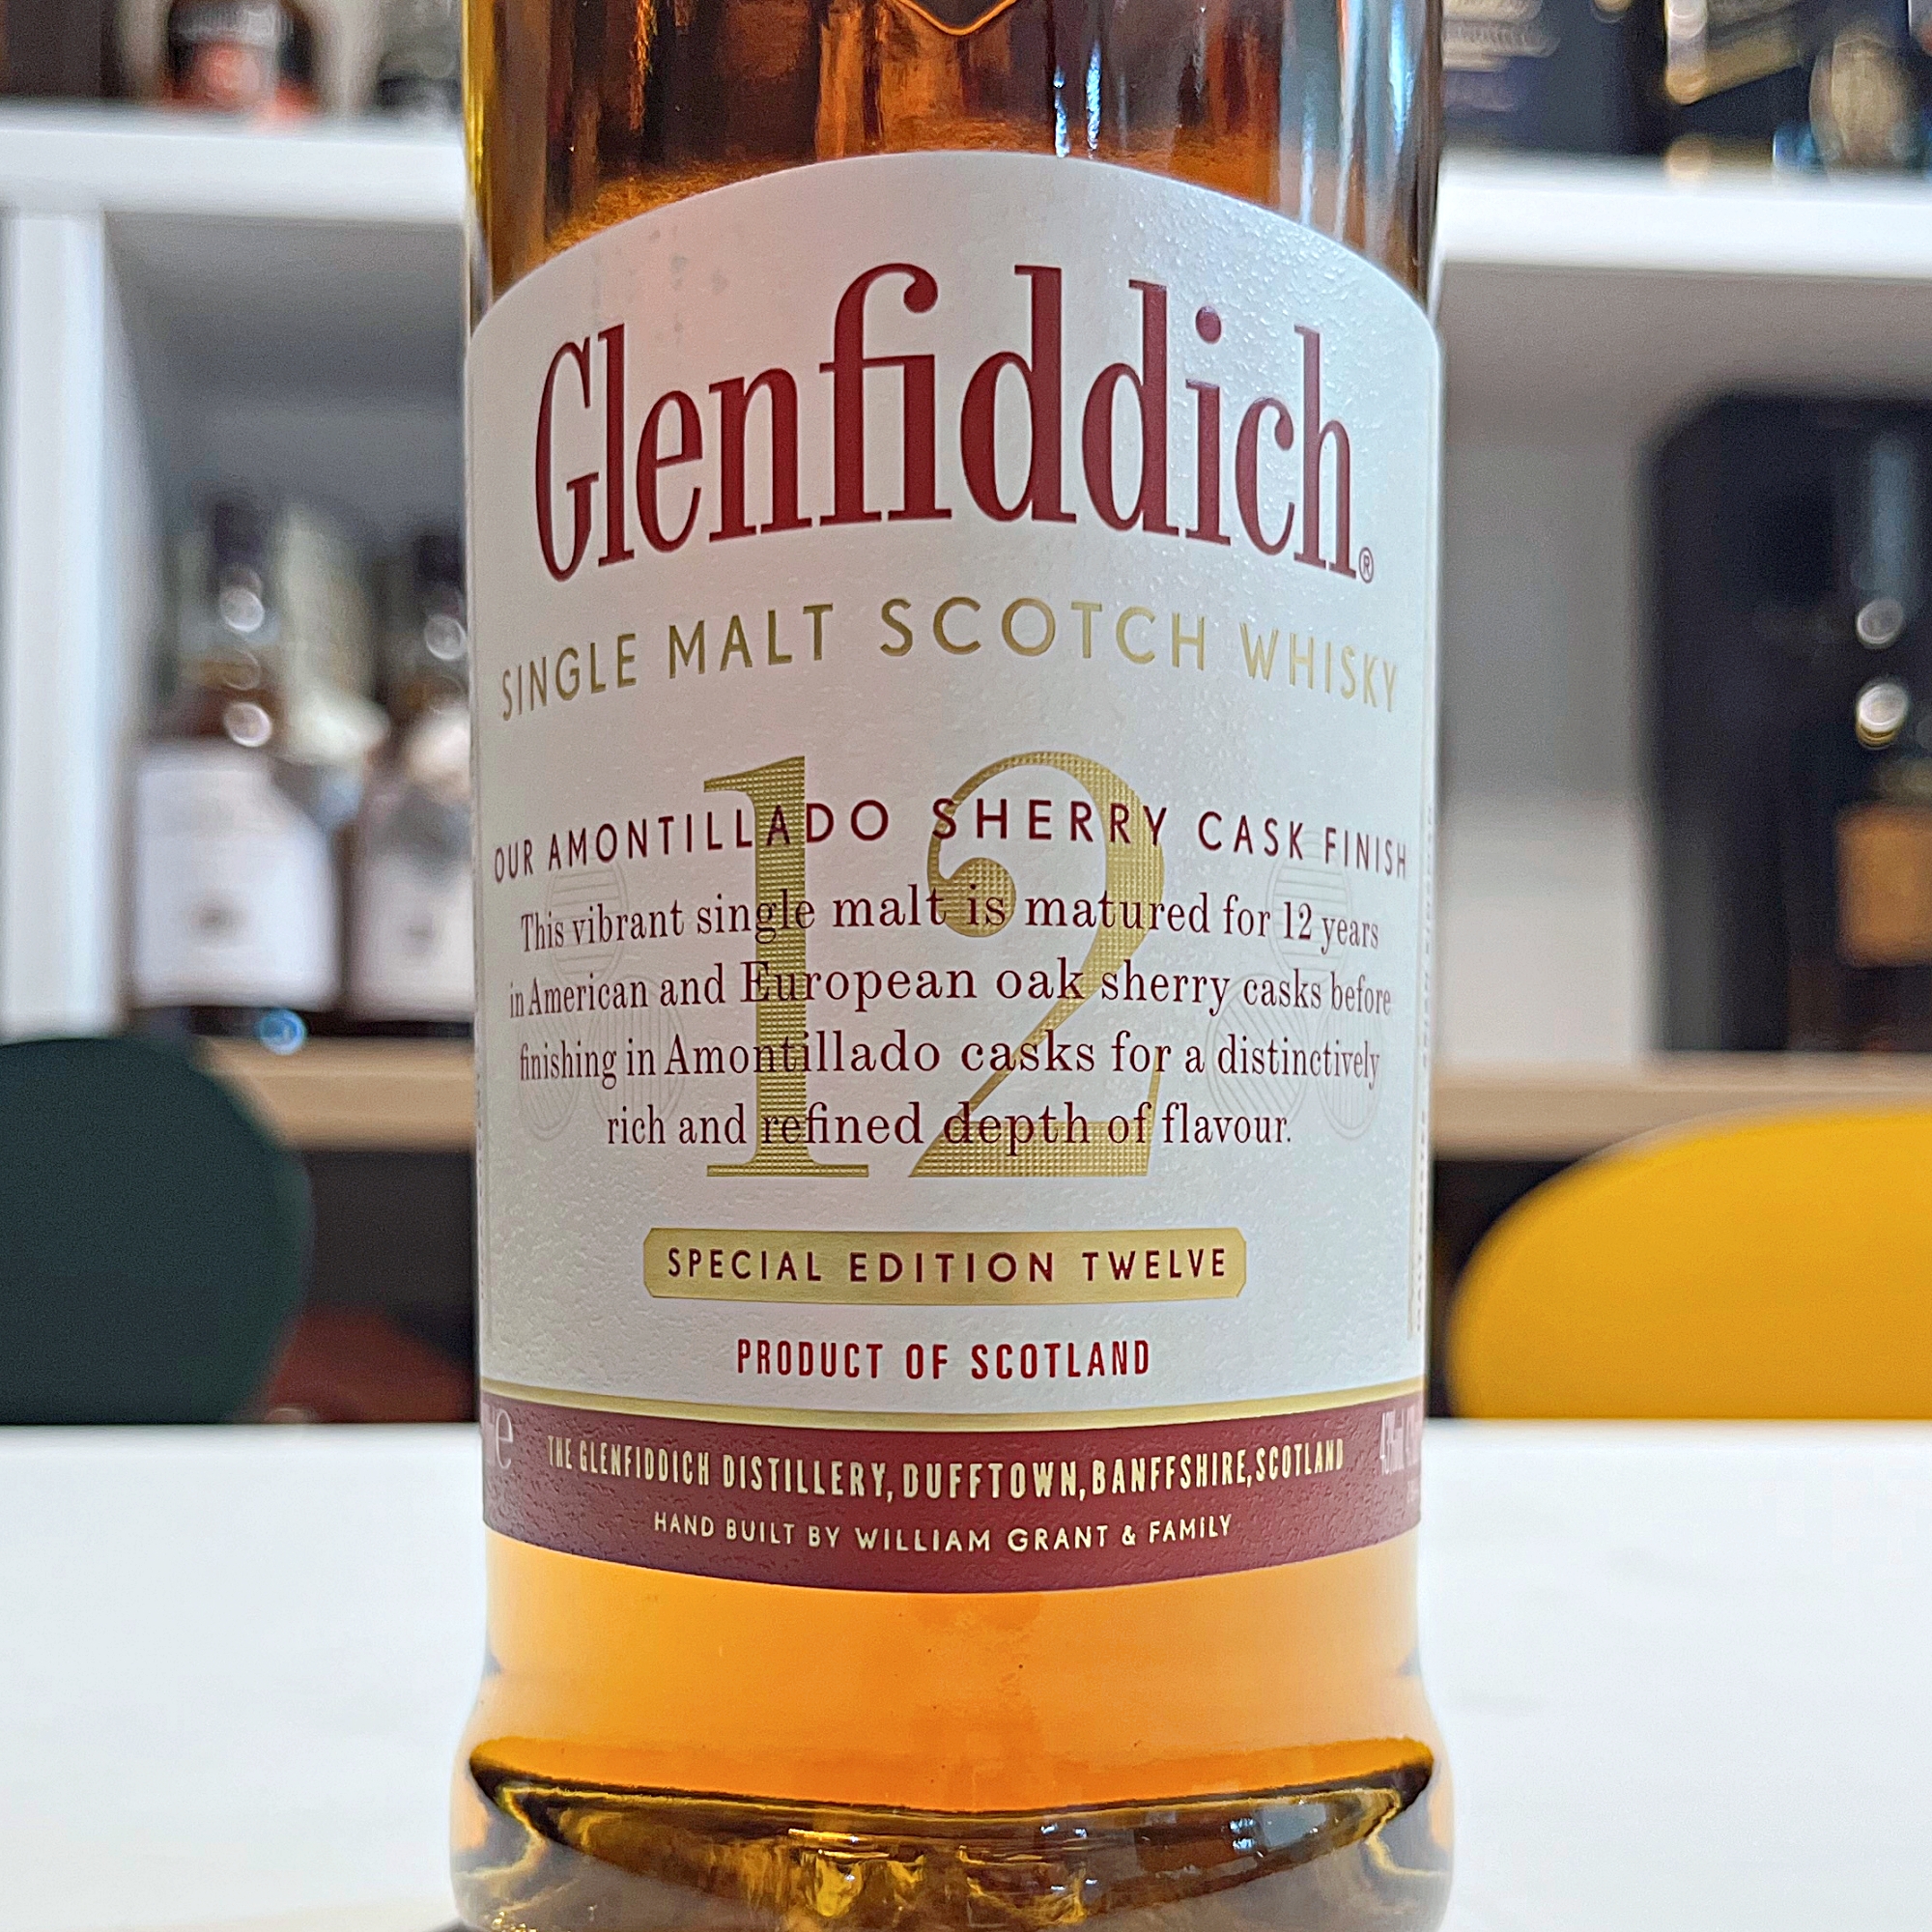 Glenfiddich®
SINGLE MALT SCOTCH WHISKY
12
OUR AMONTILLADO SHERRY CASK FINISH
This vibrant single malt is matured for 12 years
in American and European oak sherry casks before
finishing in Amontillado casks for a distinctively
rich and refined depth of flavour.
SPECIAL EDITION TWELVE
PRODUCT OF SCOTLAND
THE GLENFIDDICH DISTILLERY, DUFFTOWN, BANFFSHIRE, SCOTLAND
HAND BUILT BY WILLIAM GRANT & FAMILY